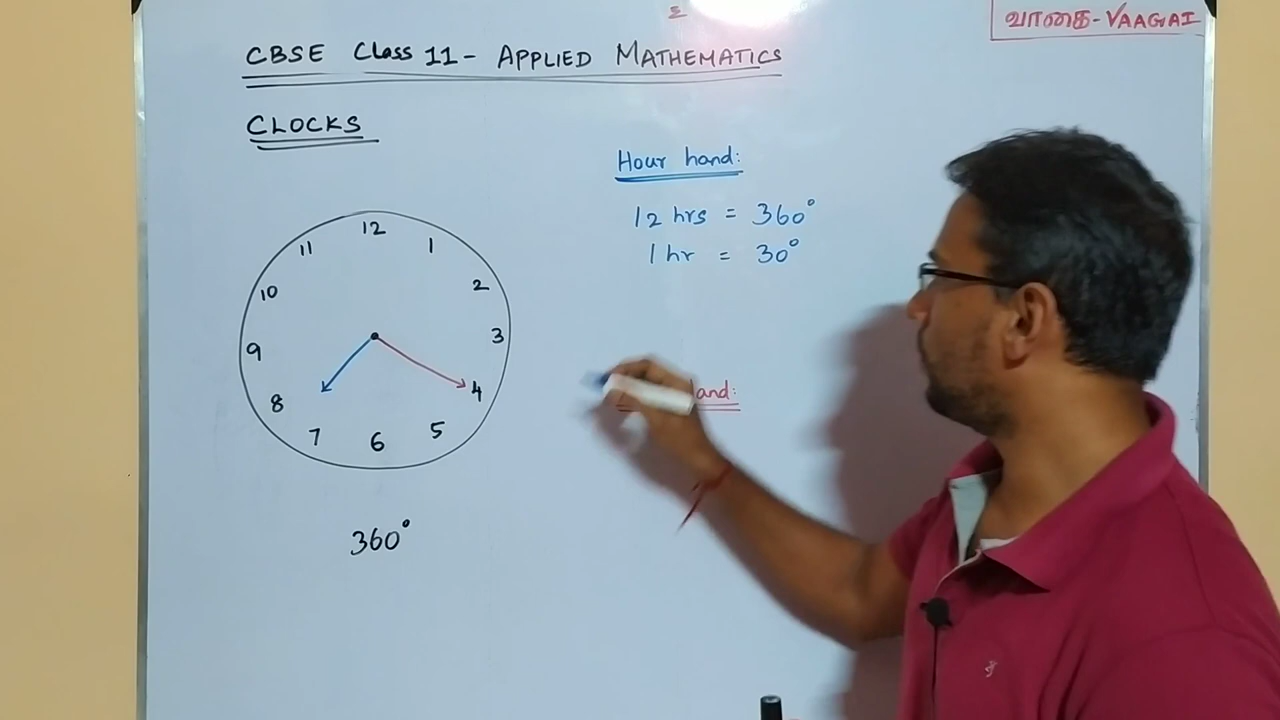 வாகை - VAAGAI
CBSE Class 11 - APPLIED MATHEMATICS
CLOCKS
12
1
2
3
4
5
6
7
8
9
10
11
360°
Hour hand:
12 hrs = 360°
1 hr = 30°